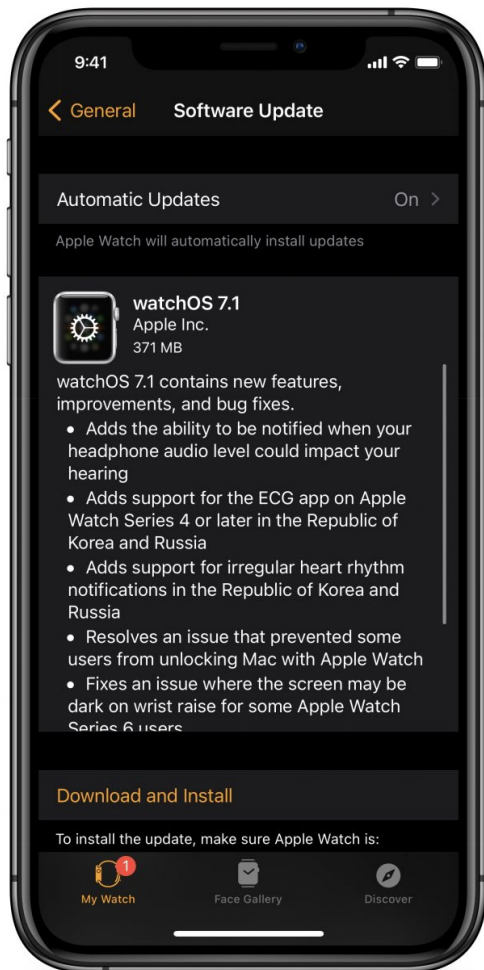 9:41
General
Software Update
Automatic Updates
On
Apple Watch will automatically install updates
watchOS 7.1
Apple Inc.
371 MB
watchOS 7.1 contains new features,
improvements, and bug fixes.
• Adds the ability to be notified when your
headphone audio level could impact your
hearing
• Adds support for the ECG app on Apple
Watch Series 4 or later in the Republic of
Korea and Russia
• Adds support for irregular heart rhythm
notifications in the Republic of Korea and
Russia
• Resolves an issue that prevented some
users from unlocking Mac with Apple Watch
• Fixes an issue where the screen may be
dark on wrist raise for some Apple Watch
Series 6 users
Download and Install
To install the update, make sure Apple Watch is:
1
My Watch
Face Gallery
Discover